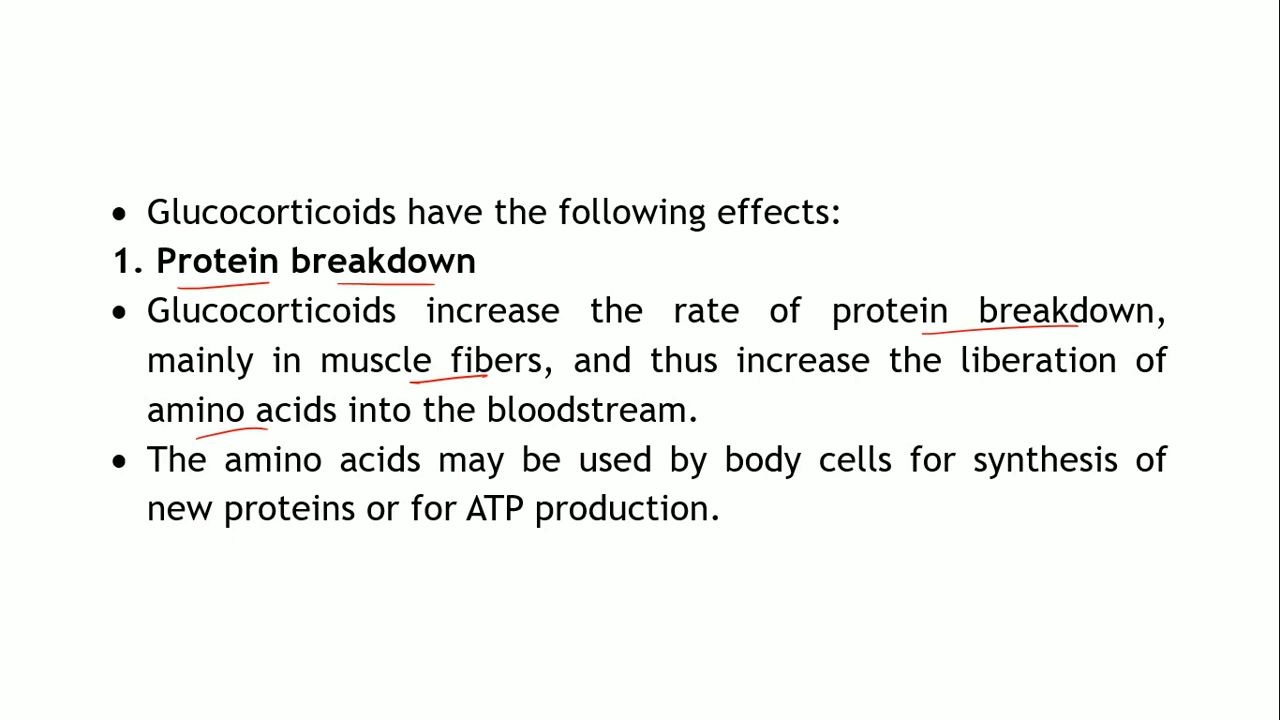 • Glucocorticoids have the following effects:
1. Protein breakdown
• Glucocorticoids increase the rate of protein breakdown,
mainly in muscle fibers, and thus increase the liberation of
amino acids into the bloodstream.
• The amino acids may be used by body cells for synthesis of
new proteins or for ATP production.